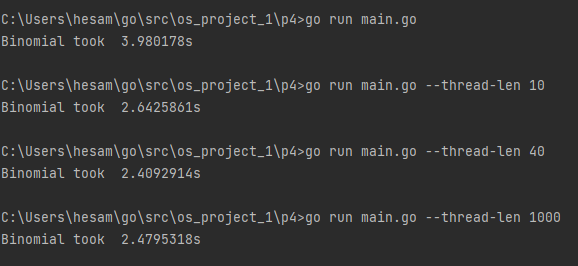 C:\Users\hesam\go\src\os_project_1\p4>go run main.go
Binomial took  3.980178s
C:\Users\hesam\go\src\os_project_1\p4>go run main.go --thread-len 10
Binomial took  2.6425861s
C:\Users\hesam\go\src\os_project_1\p4>go run main.go --thread-len 40
Binomial took  2.4092914s
C:\Users\hesam\go\src\os_project_1\p4>go run main.go --thread-len 1000
Binomial took  2.4795318s